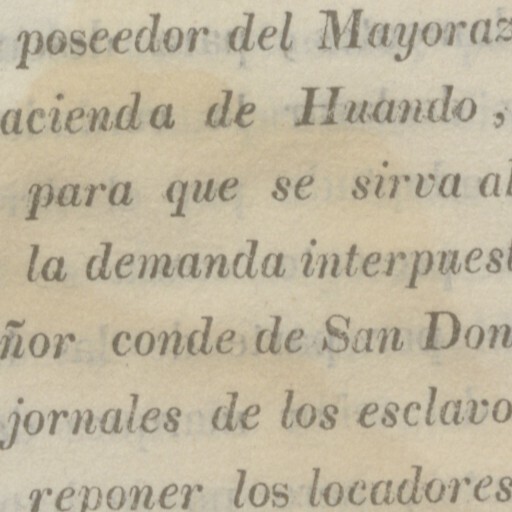 poseedor del Mayoraz
acienda de Huando,
para que se sirva al
la demanda interpuest
ñor conde de San Don
jornales de los esclavo
reponer los locadores